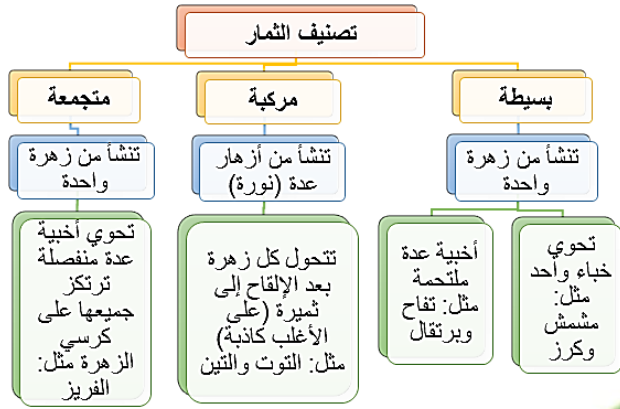 تصنيف الثمار
بسيطة
مركبة
متجمعة
تنشأ من زهرة
واحدة
تنشأ من أزهار
عدة (نورة)
تنشأ من زهرة
واحدة
تحوي
خباء واحد
مثل:
مشمش
وكرز
أخبية عدة
ملتحمة
مثل: تفاح
وبرتقال
تتحول كل زهرة
بعد الإلقاح إلى
ثميرة (على
الأغلب كاذبة)
مثل: التوت والتين
تحوي أخبية
عدة منفصلة
ترتكز
جميعها على
كرسي
الزهرة مثل:
الفريز